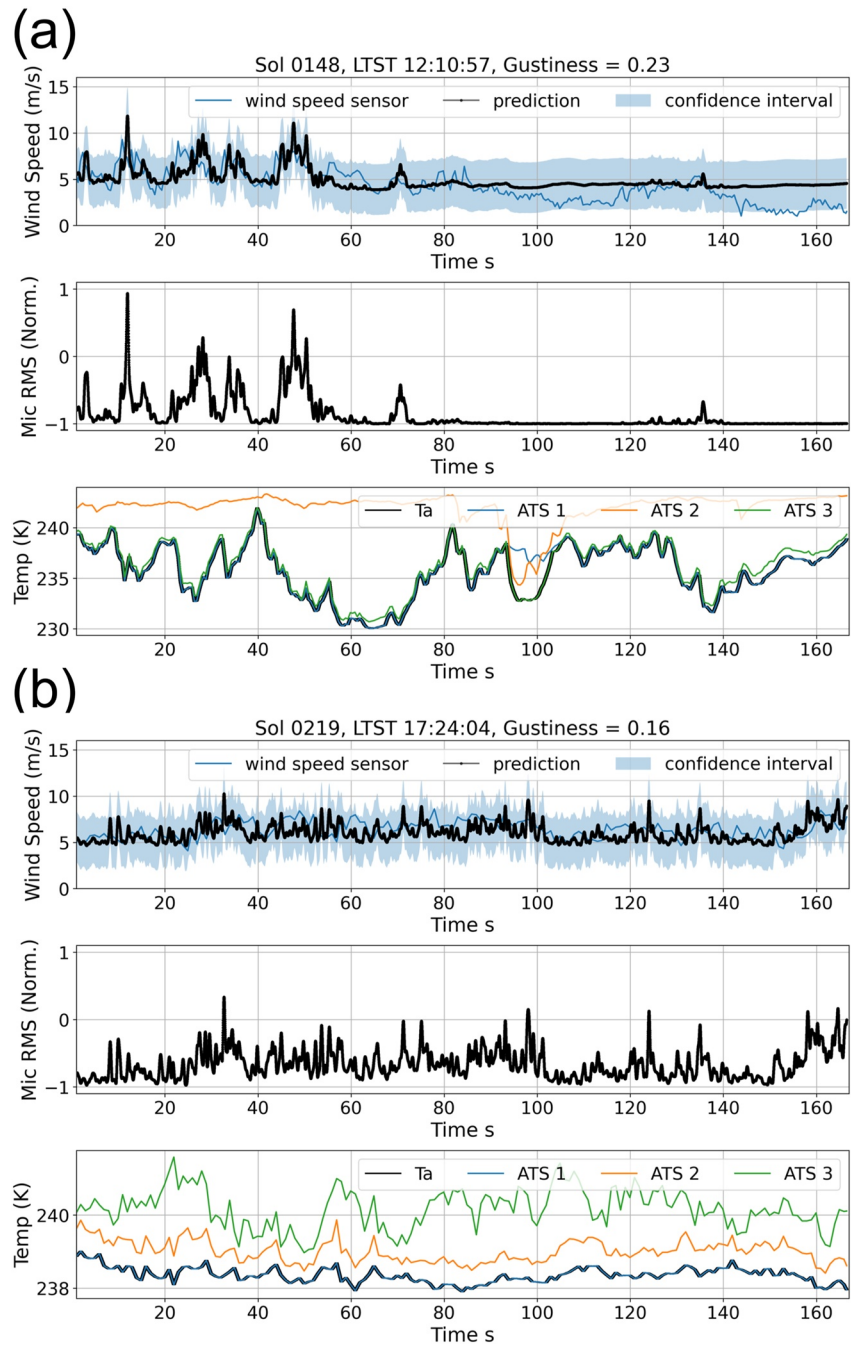 (a)
Sol 0148, LTST 12:10:57, Gustiness = 0.23
Wind Speed (m/s)
15
10
5
0
wind speed sensor prediction confidence interval
20 40 60 80 100 120 140 160
Time s
Mic RMS (Norm.)
1
0
−1
20 40 60 80 100 120 140 160
Time s
Temp (K)
240
235
230
Ta ATS 1 ATS 2 ATS 3
20 40 60 80 100 120 140 160
Time s
(b)
Sol 0219, LTST 17:24:04, Gustiness = 0.16
Wind Speed (m/s)
15
10
5
0
wind speed sensor prediction confidence interval
20 40 60 80 100 120 140 160
Time s
Mic RMS (Norm.)
1
0
−1
20 40 60 80 100 120 140 160
Time s
Temp (K)
240
238
Ta ATS 1 ATS 2 ATS 3
20 40 60 80 100 120 140 160
Time s